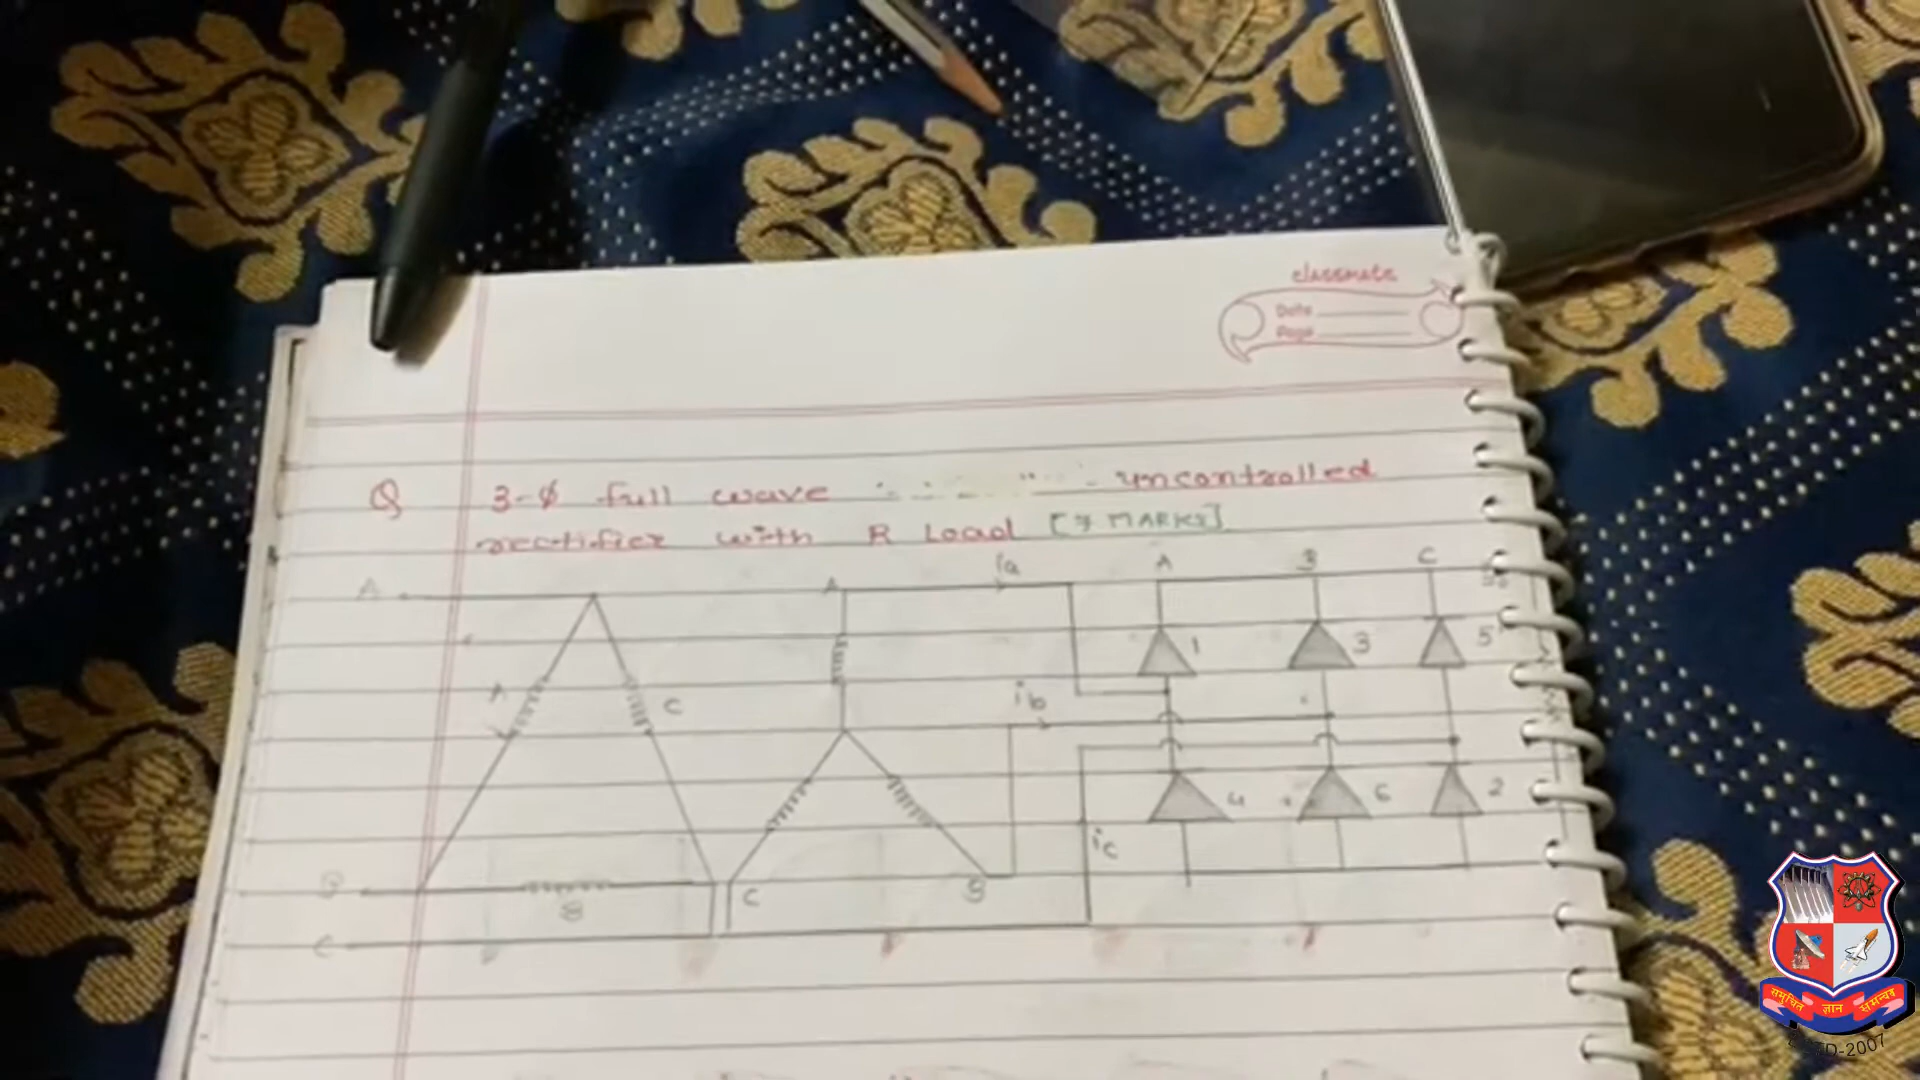 classmate
Date
Page
Q 3-ϕ full wave uncontrolled
rectifier with R Load [7 MARKS]
A
A
ia
A
B
C
1
3
5
A
C
ib
4
6
2
ic
B
B
C
B
C
समुचित ज्ञान समन्वय
-2007